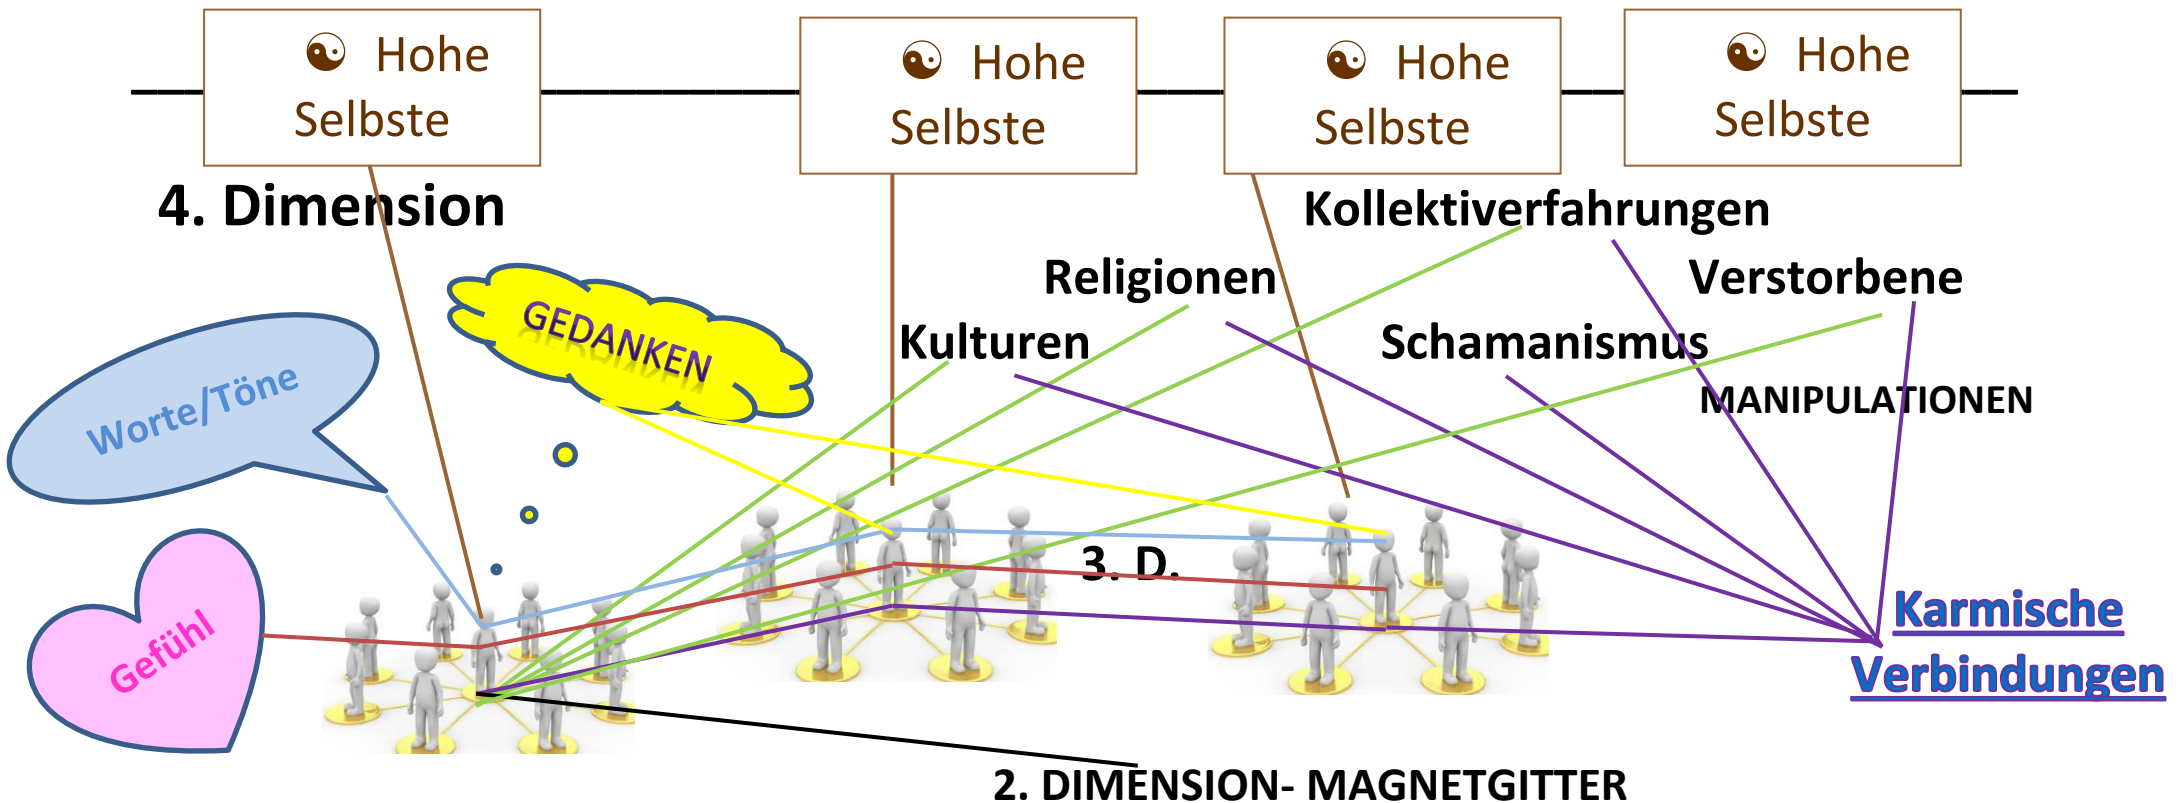 ☯ Hohe
Selbste
☯ Hohe
Selbste
☯ Hohe
Selbste
☯ Hohe
Selbste
4. Dimension
Kollektiverfahrungen
Religionen
Verstorbene
GEDANKEN
Kulturen
Schamanismus
Worte/Töne
MANIPULATIONEN
3. D.
Gefühl
Karmische
Verbindungen
2. DIMENSION- MAGNETGITTER